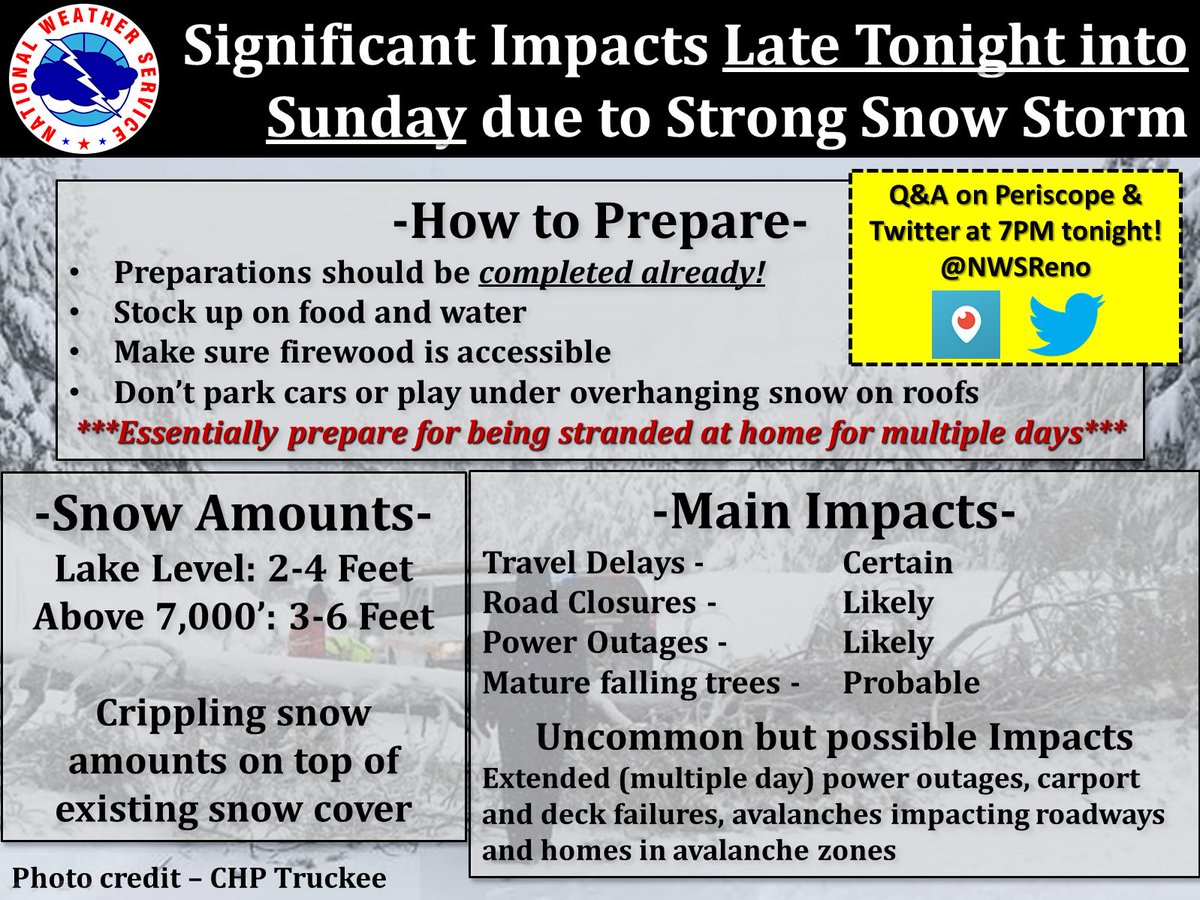 NATIONAL WEATHER SERVICE
Significant Impacts Late Tonight into
Sunday due to Strong Snow Storm
Q&A on Periscope &
Twitter at 7PM tonight!
@NWSReno
-How to Prepare-
• Preparations should be completed already!
• Stock up on food and water
• Make sure firewood is accessible
• Don’t park cars or play under overhanging snow on roofs
***Essentially prepare for being stranded at home for multiple days***
-Snow Amounts-
Lake Level: 2-4 Feet
Above 7,000’: 3-6 Feet
Crippling snow
amounts on top of
existing snow cover
-Main Impacts-
Travel Delays - Certain
Road Closures - Likely
Power Outages - Likely
Mature falling trees - Probable
Uncommon but possible Impacts
Extended (multiple day) power outages, carport
and deck failures, avalanches impacting roadways
and homes in avalanche zones
Photo credit – CHP Truckee